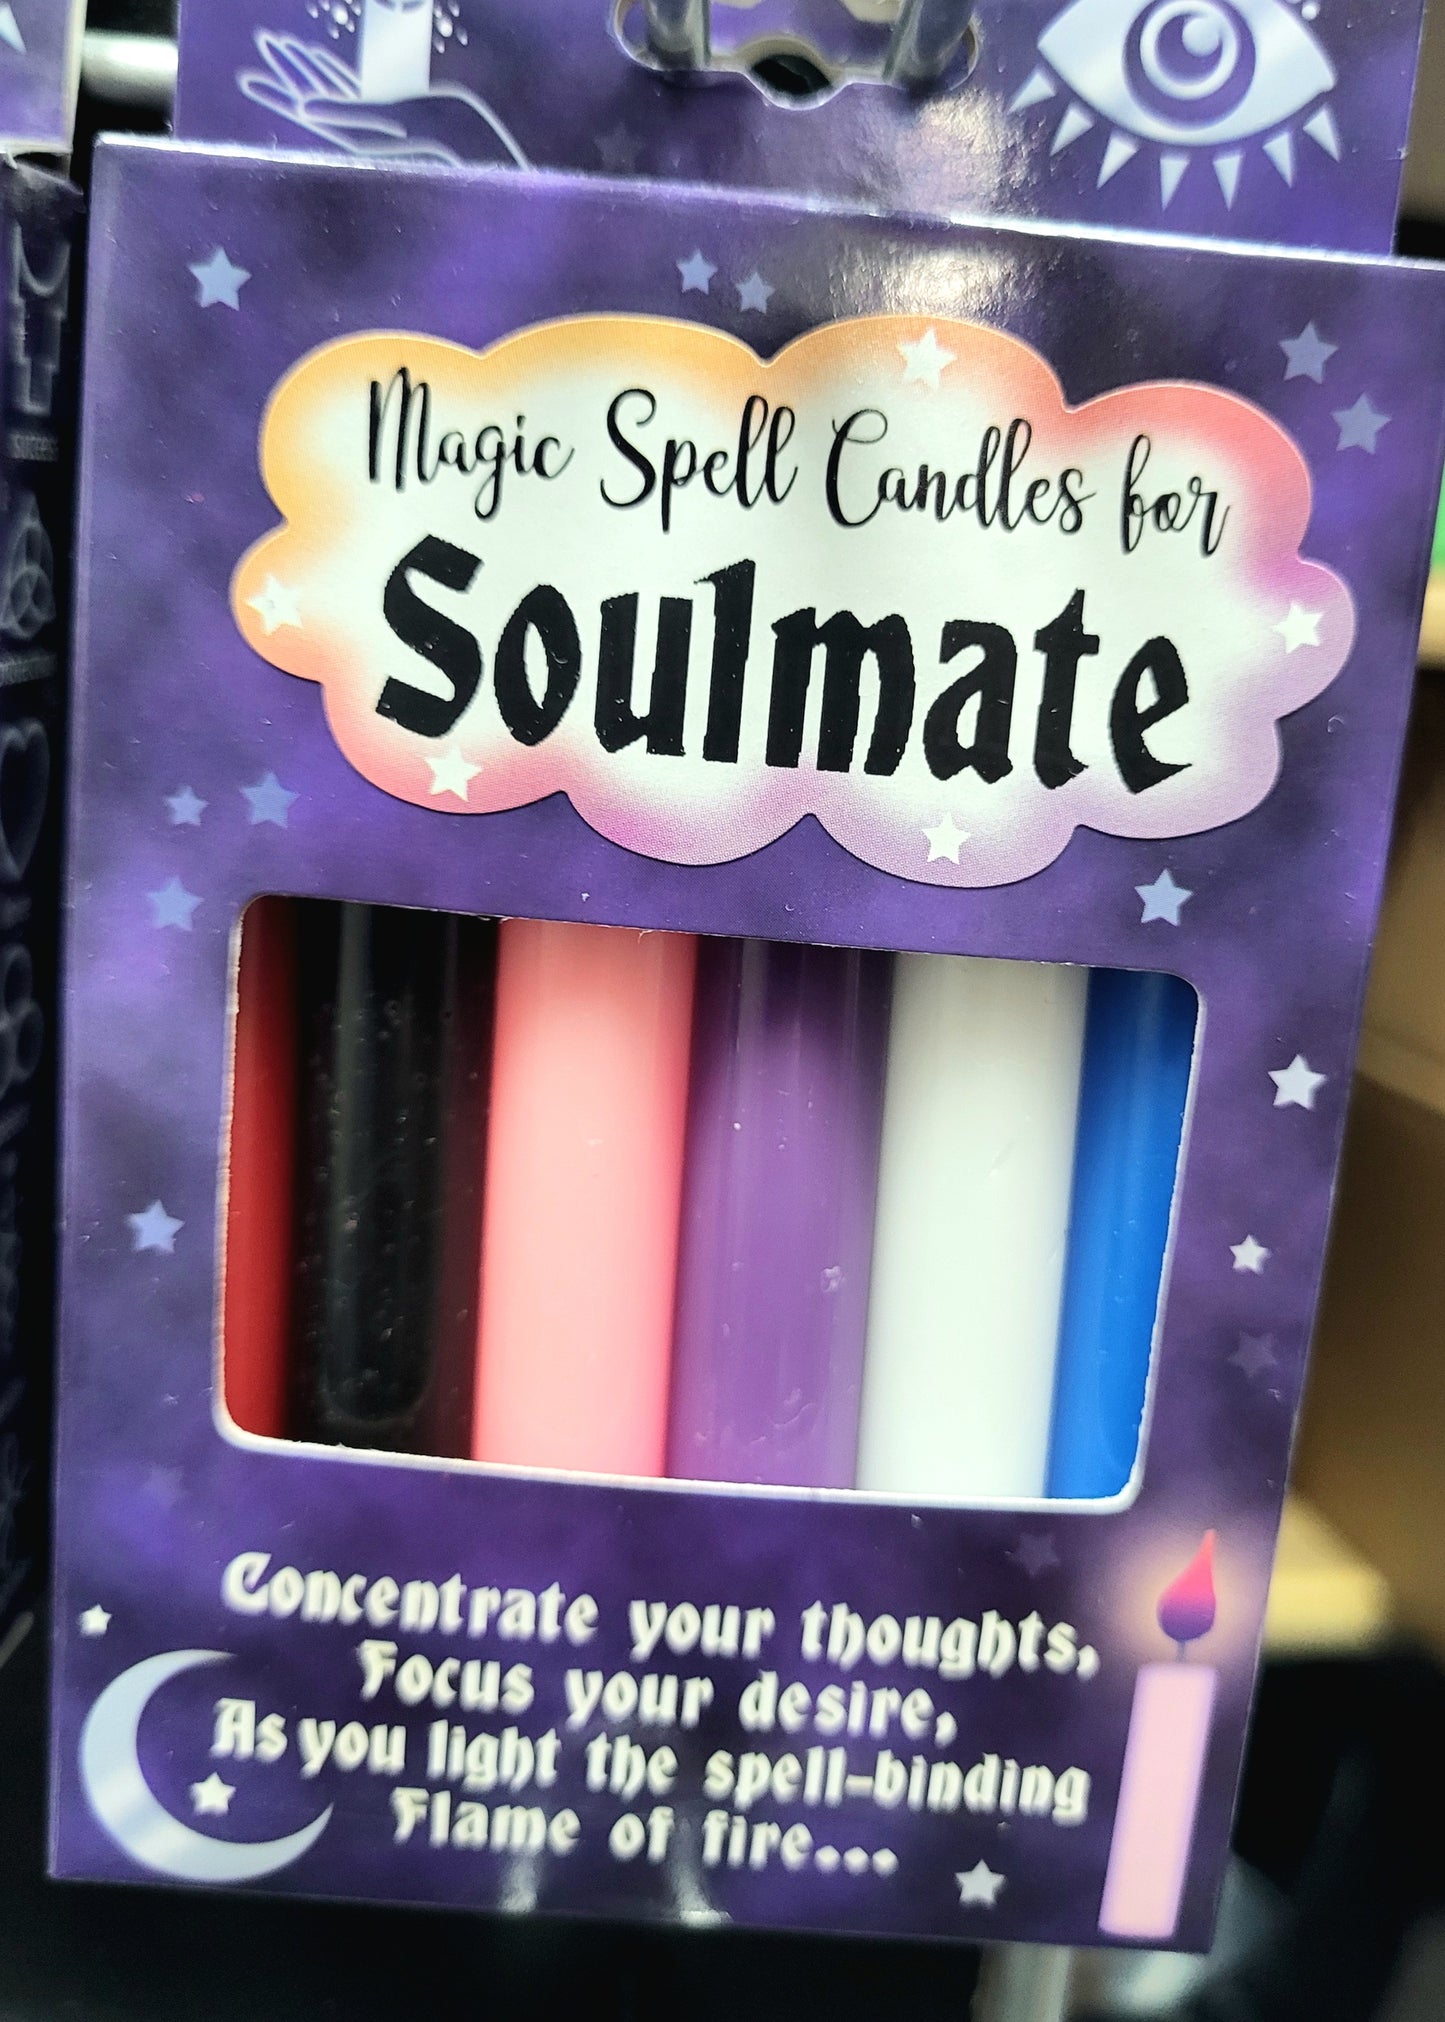 Magic Spell Candles for
Soulmate
Concentrate your thoughts,
Focus your desire,
As you light the spell-binding
Flame of fire...